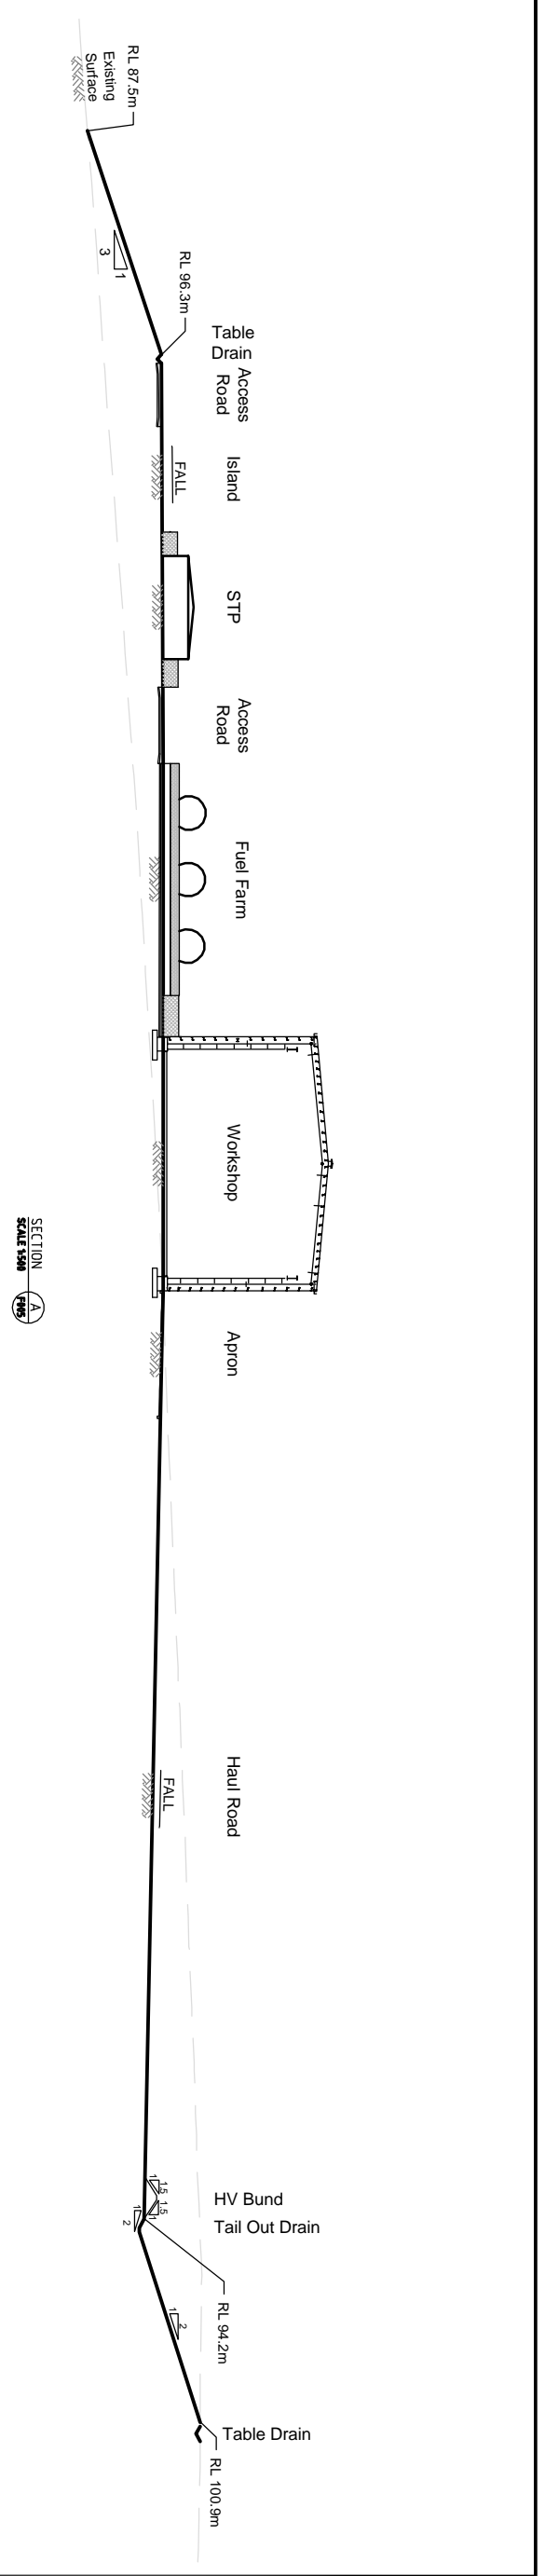 RL 87.5m
Existing
Surface
3
1
RL 96.3m
Table
Drain
Access
Road
Island
FALL
STP
Access
Road
Fuel Farm
Workshop
Apron
Haul Road
FALL
HV Bund
Tail Out Drain
1
1.5
1.5
1
1
2
RL 94.2m
1
2
Table Drain
RL 100.9m
SECTION
SCALE 1:500
A
F005